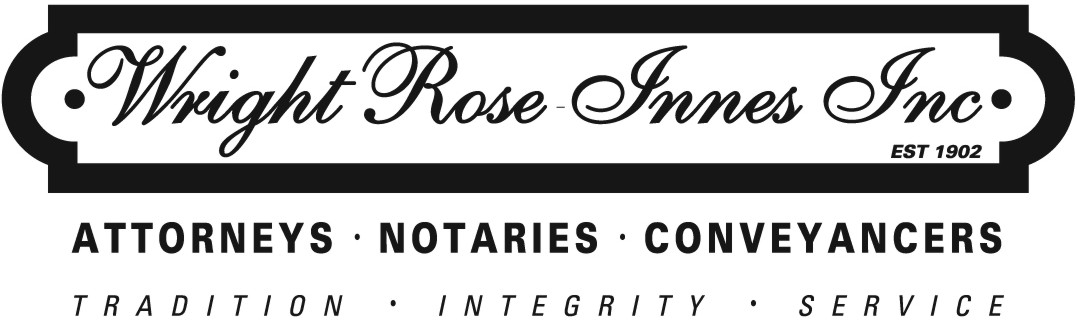 Wright Rose-Innes Inc
EST 1902
ATTORNEYS · NOTARIES · CONVEYANCERS
TRADITION · INTEGRITY · SERVICE